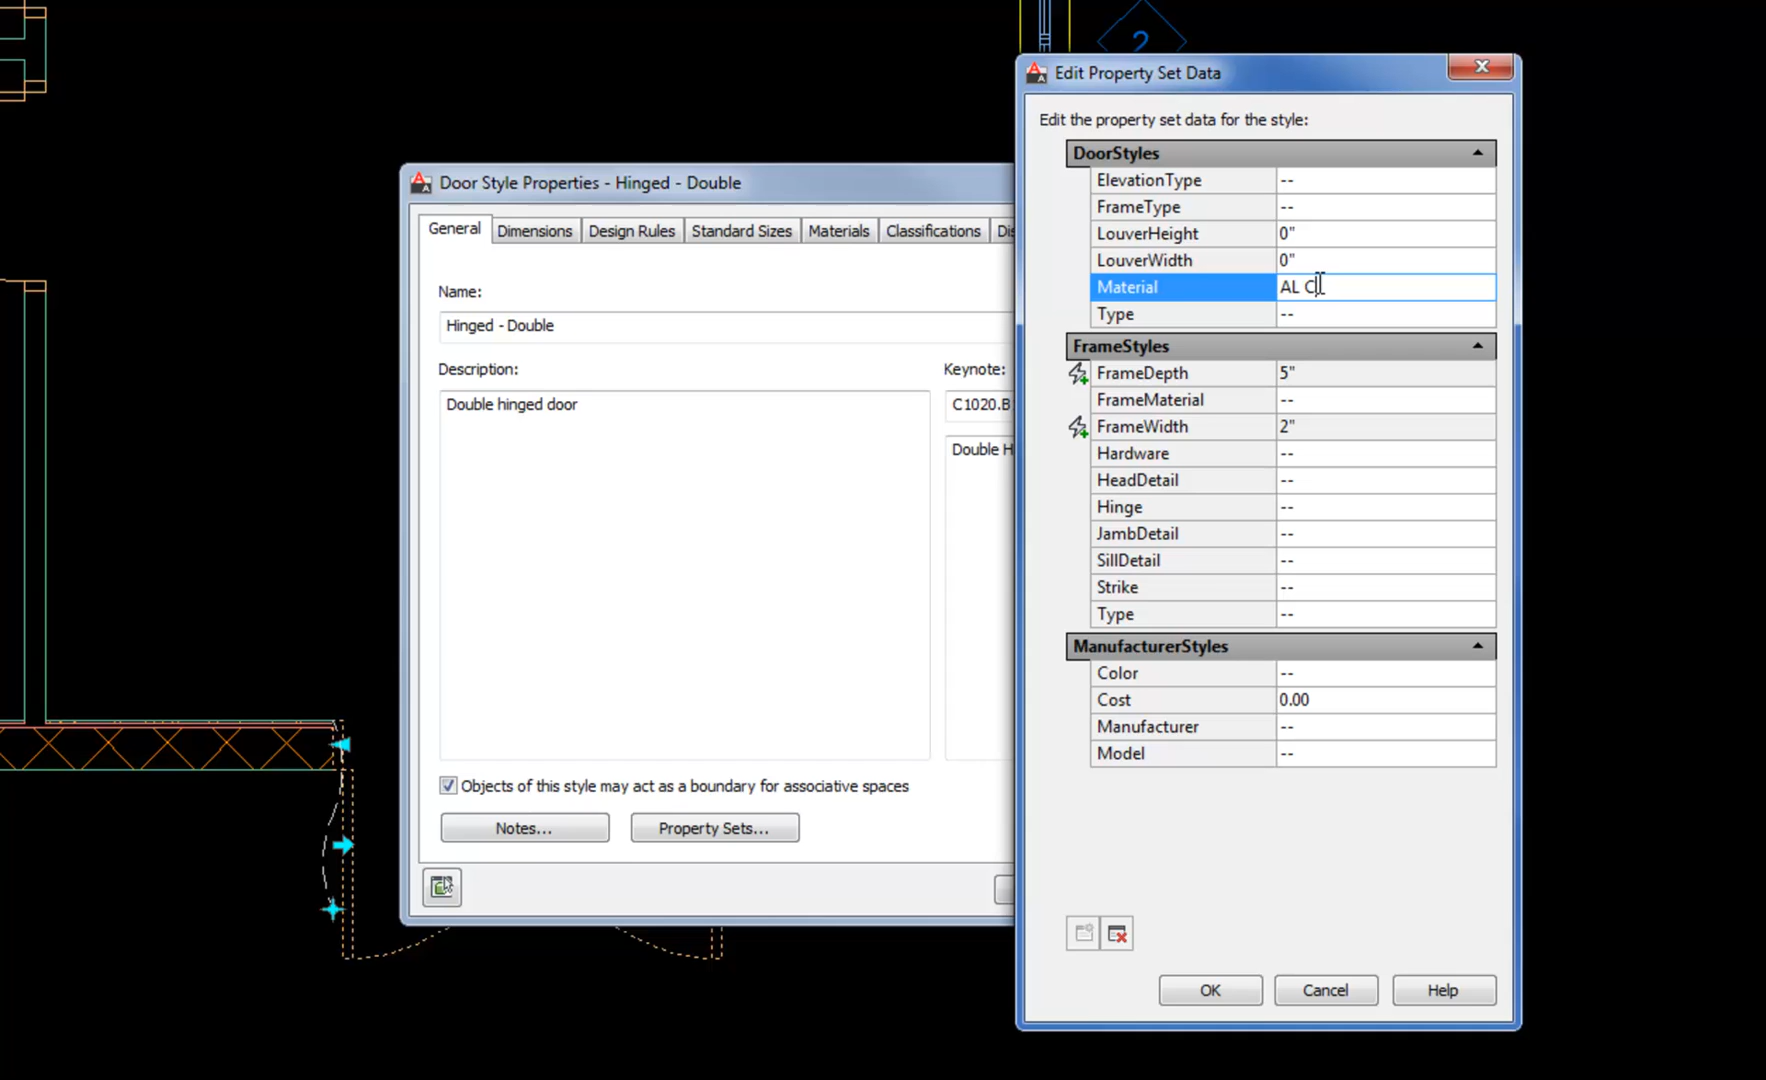 2
Edit Property Set Data
Edit the property set data for the style:
DoorStyles
ElevationType --
FrameType --
LouverHeight 0"
LouverWidth 0"
Material AL C
Type --
FrameStyles
FrameDepth 5"
FrameMaterial --
FrameWidth 2"
Hardware --
HeadDetail --
Hinge --
JambDetail --
SillDetail --
Strike --
Type --
ManufacturerStyles
Color --
Cost 0.00
Manufacturer --
Model --
OK Cancel Help
Door Style Properties - Hinged - Double
General Dimensions Design Rules Standard Sizes Materials Classifications Dis
Name:
Hinged - Double
Description: Keynote:
Double hinged door C1020.B
Double H
Objects of this style may act as a boundary for associative spaces
Notes... Property Sets...